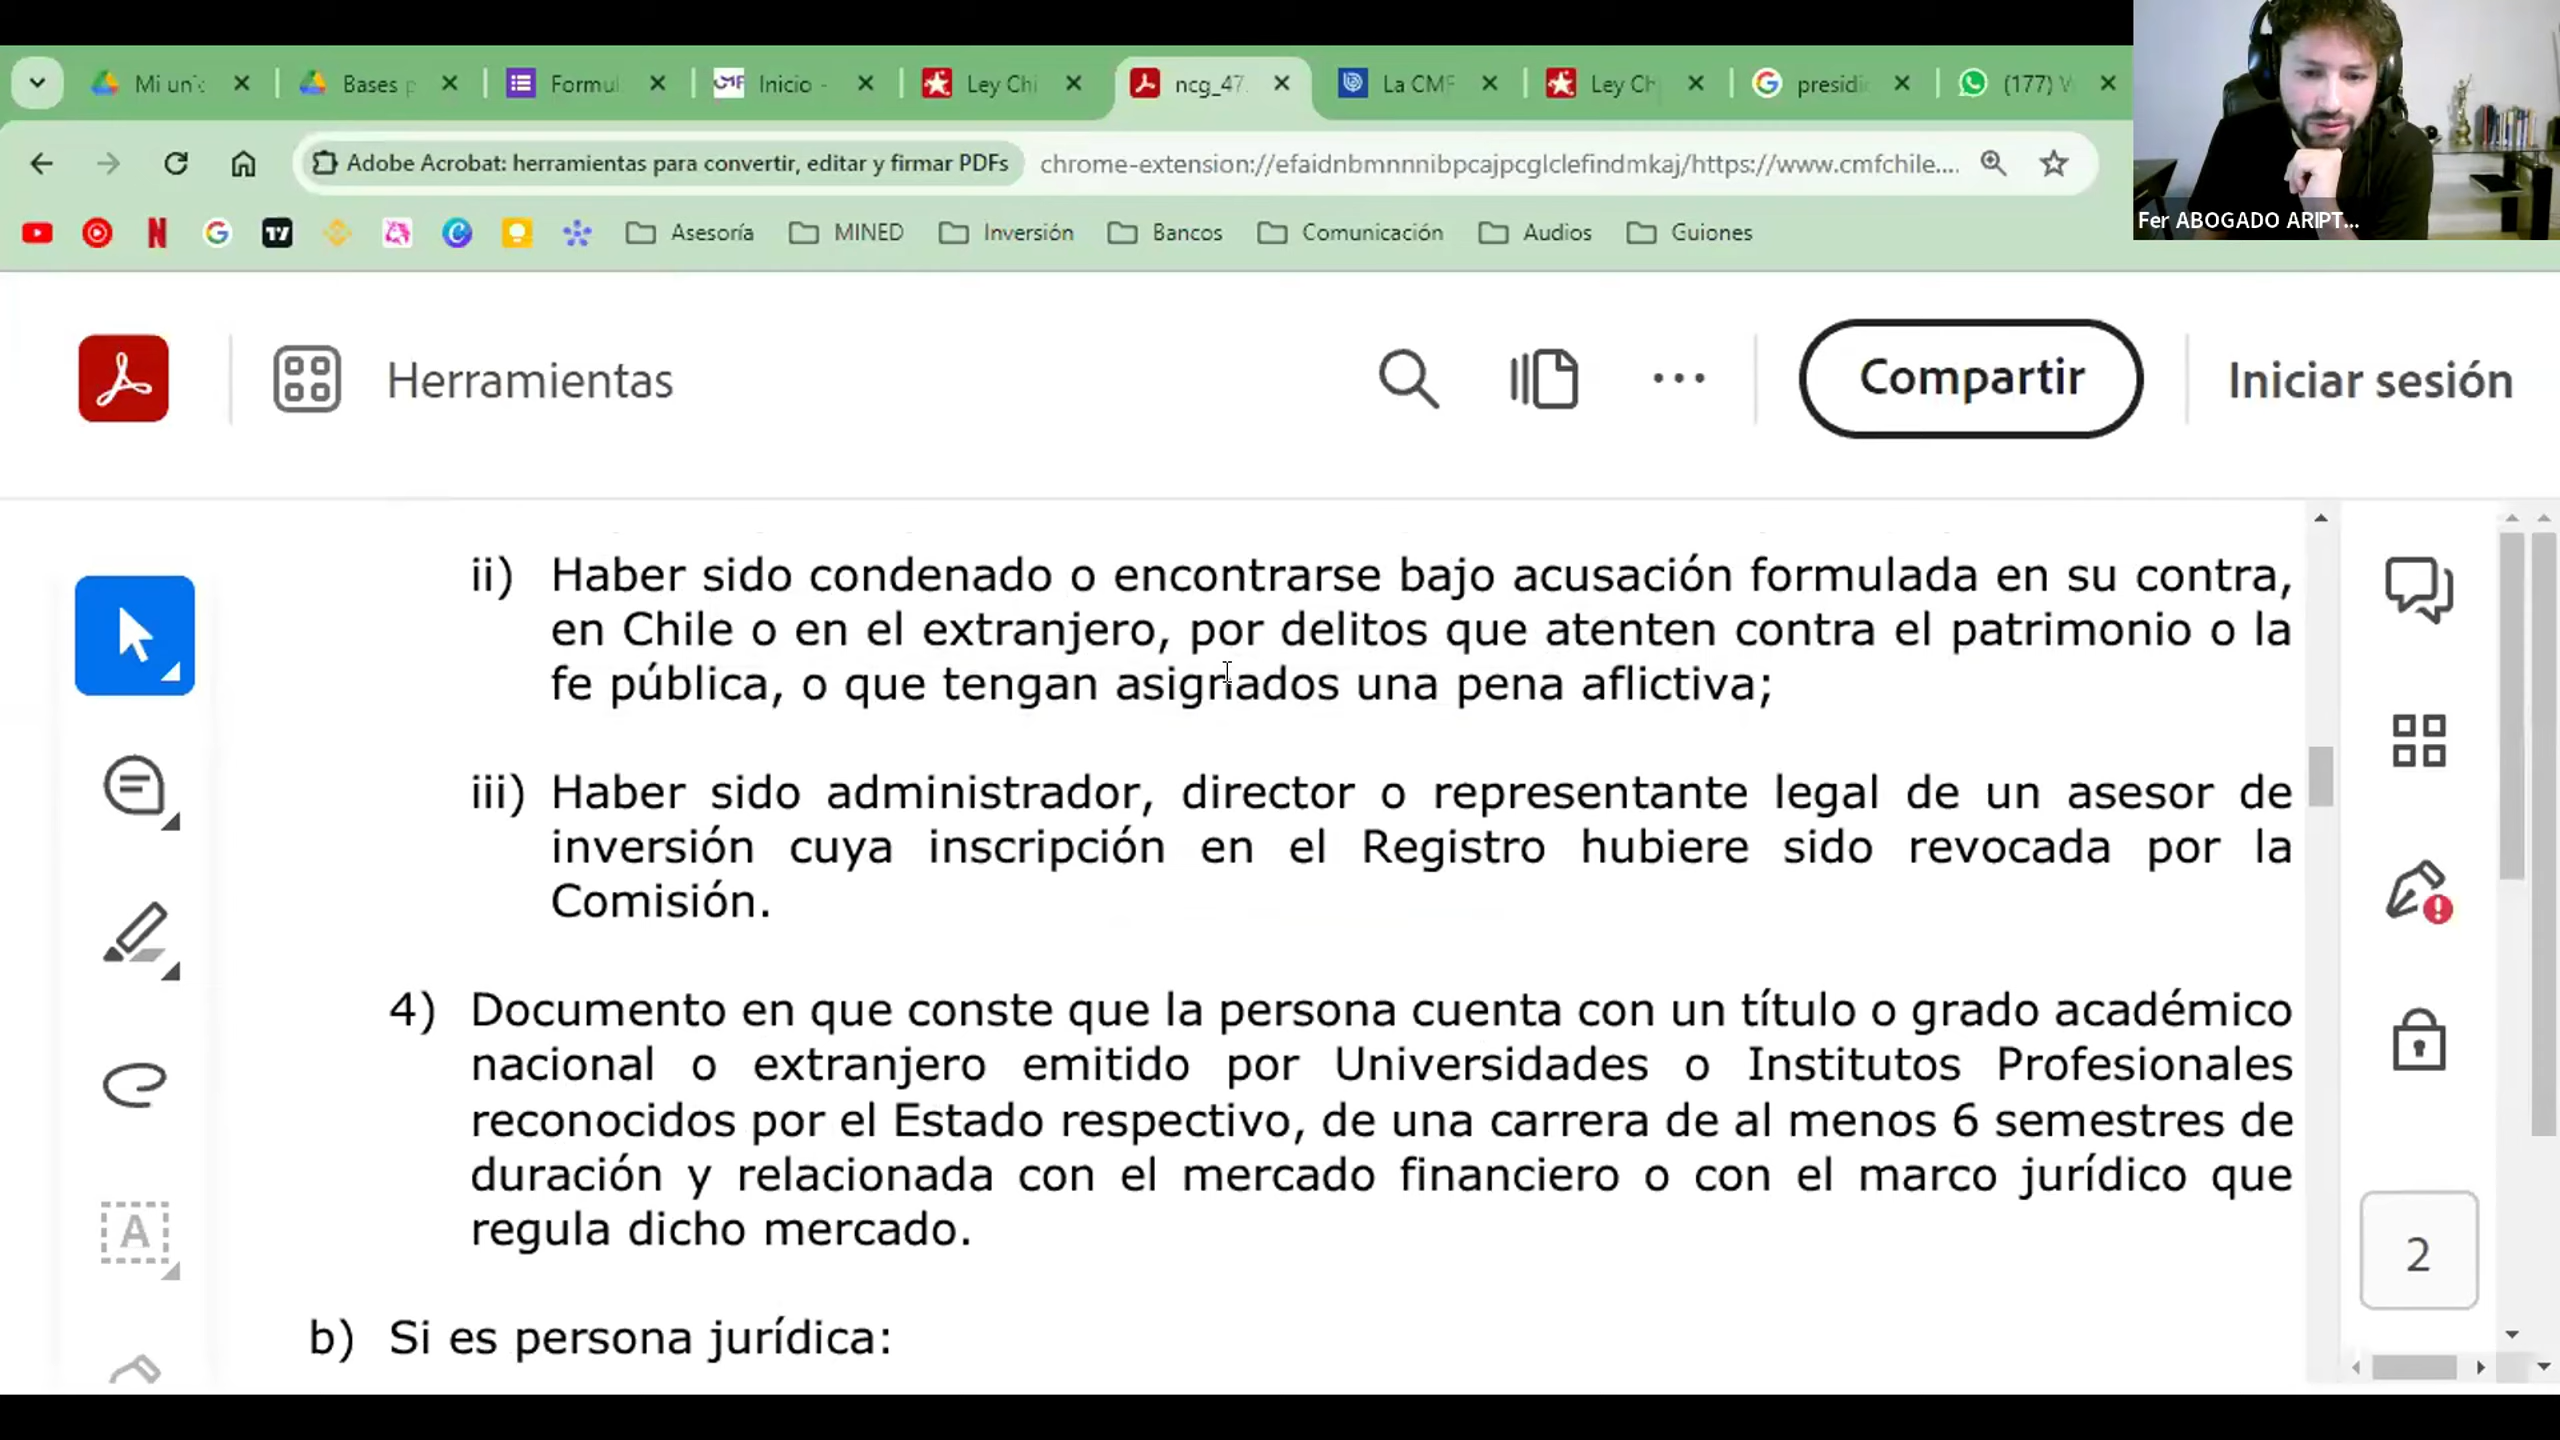 Mi uni
Bases p
Formul
CMF
Inicio -
Ley Chi
ncg_47
La CMF
Ley Ch
presidi
(177) W
Adobe Acrobat: herramientas para convertir, editar y firmar PDFs
chrome-extension://efaidnbmnnnibpcajpcglclefindmkaj/https://www.cmfchile....
Asesoría
MINED
Inversión
Bancos
Comunicación
Audios
Guiones
Fer ABOGADO ARIPT...
Herramientas
Compartir
Iniciar sesión
ii) Haber sido condenado o encontrarse bajo acusación formulada en su contra,
en Chile o en el extranjero, por delitos que atenten contra el patrimonio o la
fe pública, o que tengan asignados una pena aflictiva;
iii) Haber sido administrador, director o representante legal de un asesor de
inversión cuya inscripción en el Registro hubiere sido revocada por la
Comisión.
4) Documento en que conste que la persona cuenta con un título o grado académico
nacional o extranjero emitido por Universidades o Institutos Profesionales
reconocidos por el Estado respectivo, de una carrera de al menos 6 semestres de
duración y relacionada con el mercado financiero o con el marco jurídico que
regula dicho mercado.
b) Si es persona jurídica:
2